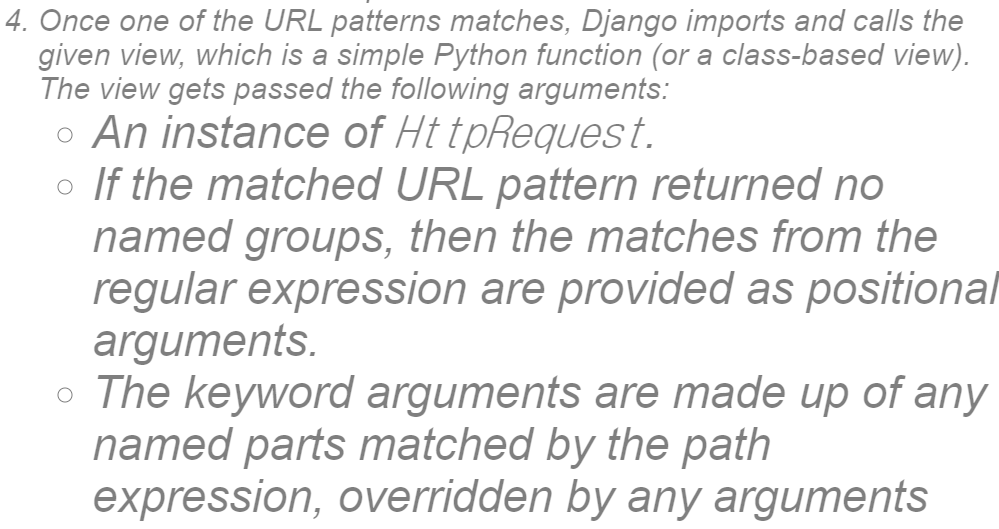 4. Once one of the URL patterns matches, Django imports and calls the
given view, which is a simple Python function (or a class-based view).
The view gets passed the following arguments:
○ An instance of HttpRequest.
○ If the matched URL pattern returned no
named groups, then the matches from the
regular expression are provided as positional
arguments.
○ The keyword arguments are made up of any
named parts matched by the path
expression, overridden by any arguments